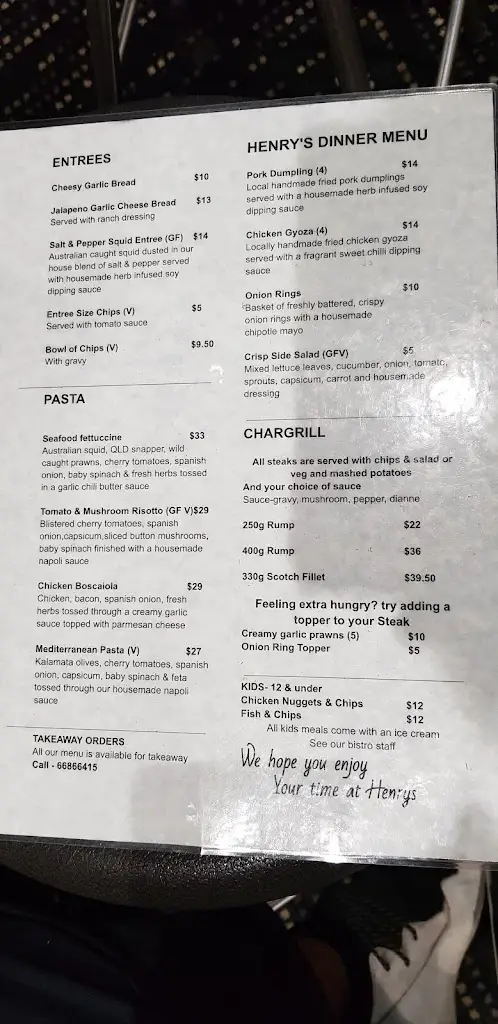 ENTREES
Cheesy Garlic Bread $10
Jalapeno Garlic Cheese Bread $13
Served with ranch dressing
Salt & Pepper Squid Entree (GF) $14
Australian caught squid dusted in our
house blend of salt & pepper served
with housemade herb infused soy
dipping sauce
Entree Size Chips (V) $5
Served with tomato sauce
Bowl of Chips (V) $9.50
With gravy
PASTA
Seafood fettuccine $33
Australian squid, QLD snapper, wild
caught prawns, cherry tomatoes, spanish
onion, baby spinach & fresh herbs tossed
in a garlic chili butter sauce
Tomato & Mushroom Risotto (GF V)$29
Blistered cherry tomatoes, spanish
onion,capsicum,sliced button mushrooms,
baby spinach finished with a housemade
napoli sauce
Chicken Boscaiola $29
Chicken, bacon, spanish onion, fresh
herbs tossed through a creamy garlic
sauce topped with parmesan cheese
Mediterranean Pasta (V) $27
Kalamata olives, cherry tomatoes, spanish
onion, capsicum, baby spinach & feta
tossed through our housemade napoli
sauce
TAKEAWAY ORDERS
All our menu is available for takeaway
Call - 66866415
HENRY'S DINNER MENU
Pork Dumpling (4) $14
Local handmade fried pork dumplings
served with a housemade herb infused soy
dipping sauce
Chicken Gyoza (4) $14
Locally handmade fried chicken gyoza
served with a fragrant sweet chilli dipping
sauce
Onion Rings $10
Basket of freshly battered, crispy
onion rings with a housemade
chipotle mayo
Crisp Side Salad (GFV) $5
Mixed lettuce leaves, cucumber, onion, tomato,
sprouts, capsicum, carrot and housemade
dressing
CHARGRILL
All steaks are served with chips & salad or
veg and mashed potatoes
And your choice of sauce
Sauce-gravy, mushroom, pepper, dianne
250g Rump $22
400g Rump $36
330g Scotch Fillet $39.50
Feeling extra hungry? try adding a
topper to your Steak
Creamy garlic prawns (5) $10
Onion Ring Topper $5
KIDS- 12 & under
Chicken Nuggets & Chips $12
Fish & Chips $12
All kids meals come with an ice cream
See our bistro staff
We hope you enjoy
Your time at Henrys